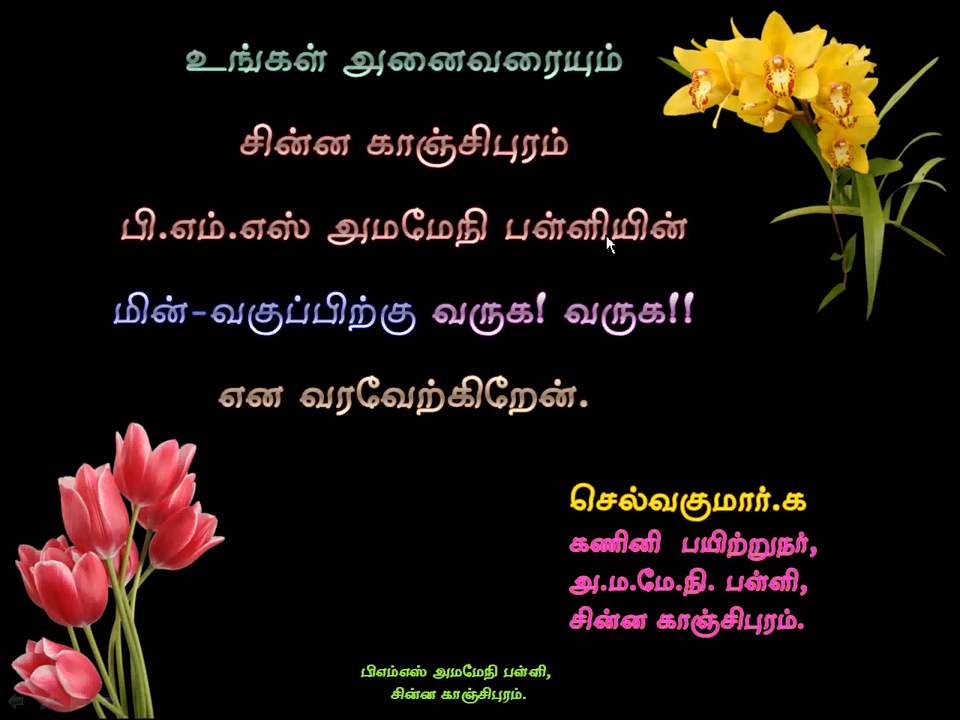 உங்கள் அனைவரையும்
சின்ன காஞ்சிபுரம்
பி.எம்.எஸ் அமமேநி பள்ளியின்
மின்-வகுப்பிற்கு வருக! வருக!!
என வரவேற்கிறேன்.
செல்வகுமார்.க
கணினி பயிற்றுநர்,
அ.ம.மே.நி. பள்ளி,
சின்ன காஞ்சிபுரம்.
பிஎம்எஸ் அமமேநி பள்ளி,
சின்ன காஞ்சிபுரம்.